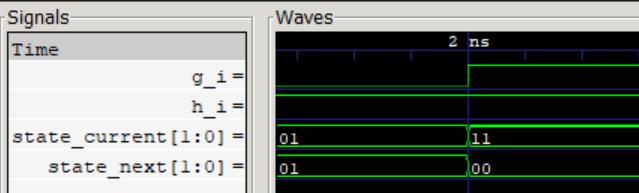 Signals
Waves
Time
2 ns
g_i=
h_i=
state_current[1:0] = 01 11
state_next[1:0] = 01 00